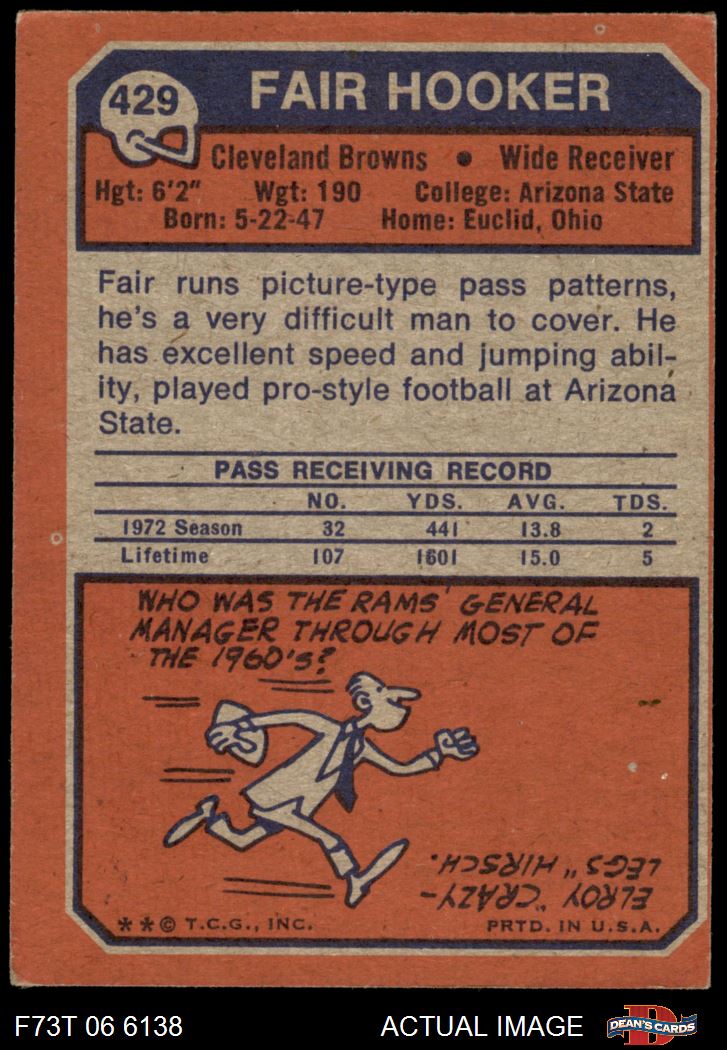 429
FAIR HOOKER
Cleveland Browns • Wide Receiver
Hgt: 6'2" Wgt: 190 College: Arizona State
Born: 5-22-47 Home: Euclid, Ohio
Fair runs picture-type pass patterns,
he's a very difficult man to cover. He
has excellent speed and jumping abil-
ity, played pro-style football at Arizona
State.
PASS RECEIVING RECORD
NO. YDS. AVG. TDS.
1972 Season 32 441 13.8 2
Lifetime 107 1601 15.0 5
WHO WAS THE RAMS' GENERAL
MANAGER THROUGH MOST OF
THE 1960's?
ELROY "CRAZY-
LEGS" HIRSCH.
**© T.C.G., INC. PRTD. IN U.S.A.
F73T 06 6138 ACTUAL IMAGE
D
DEAN'S CARDS